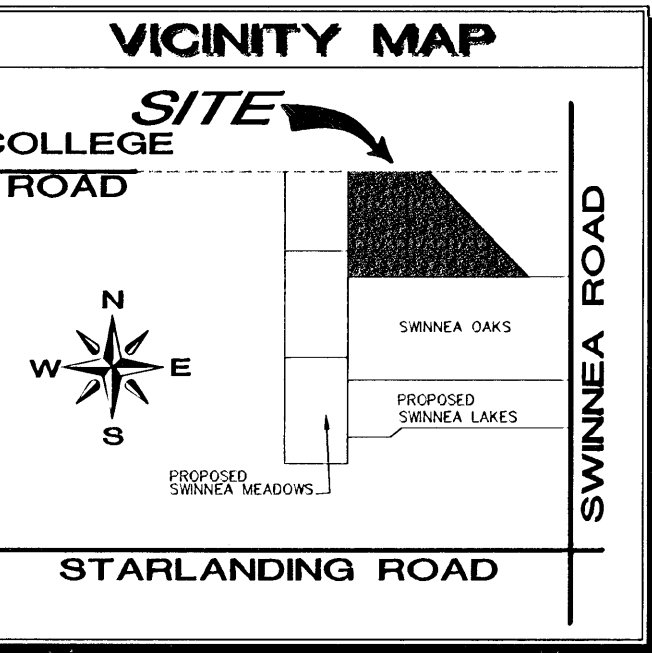 VICINITY MAP
SITE
COLLEGE
ROAD
SWINNEA ROAD
N
W E
S
SWINNEA OAKS
PROPOSED
SWINNEA LAKES
PROPOSED
SWINNEA MEADOWS
STARLANDING ROAD